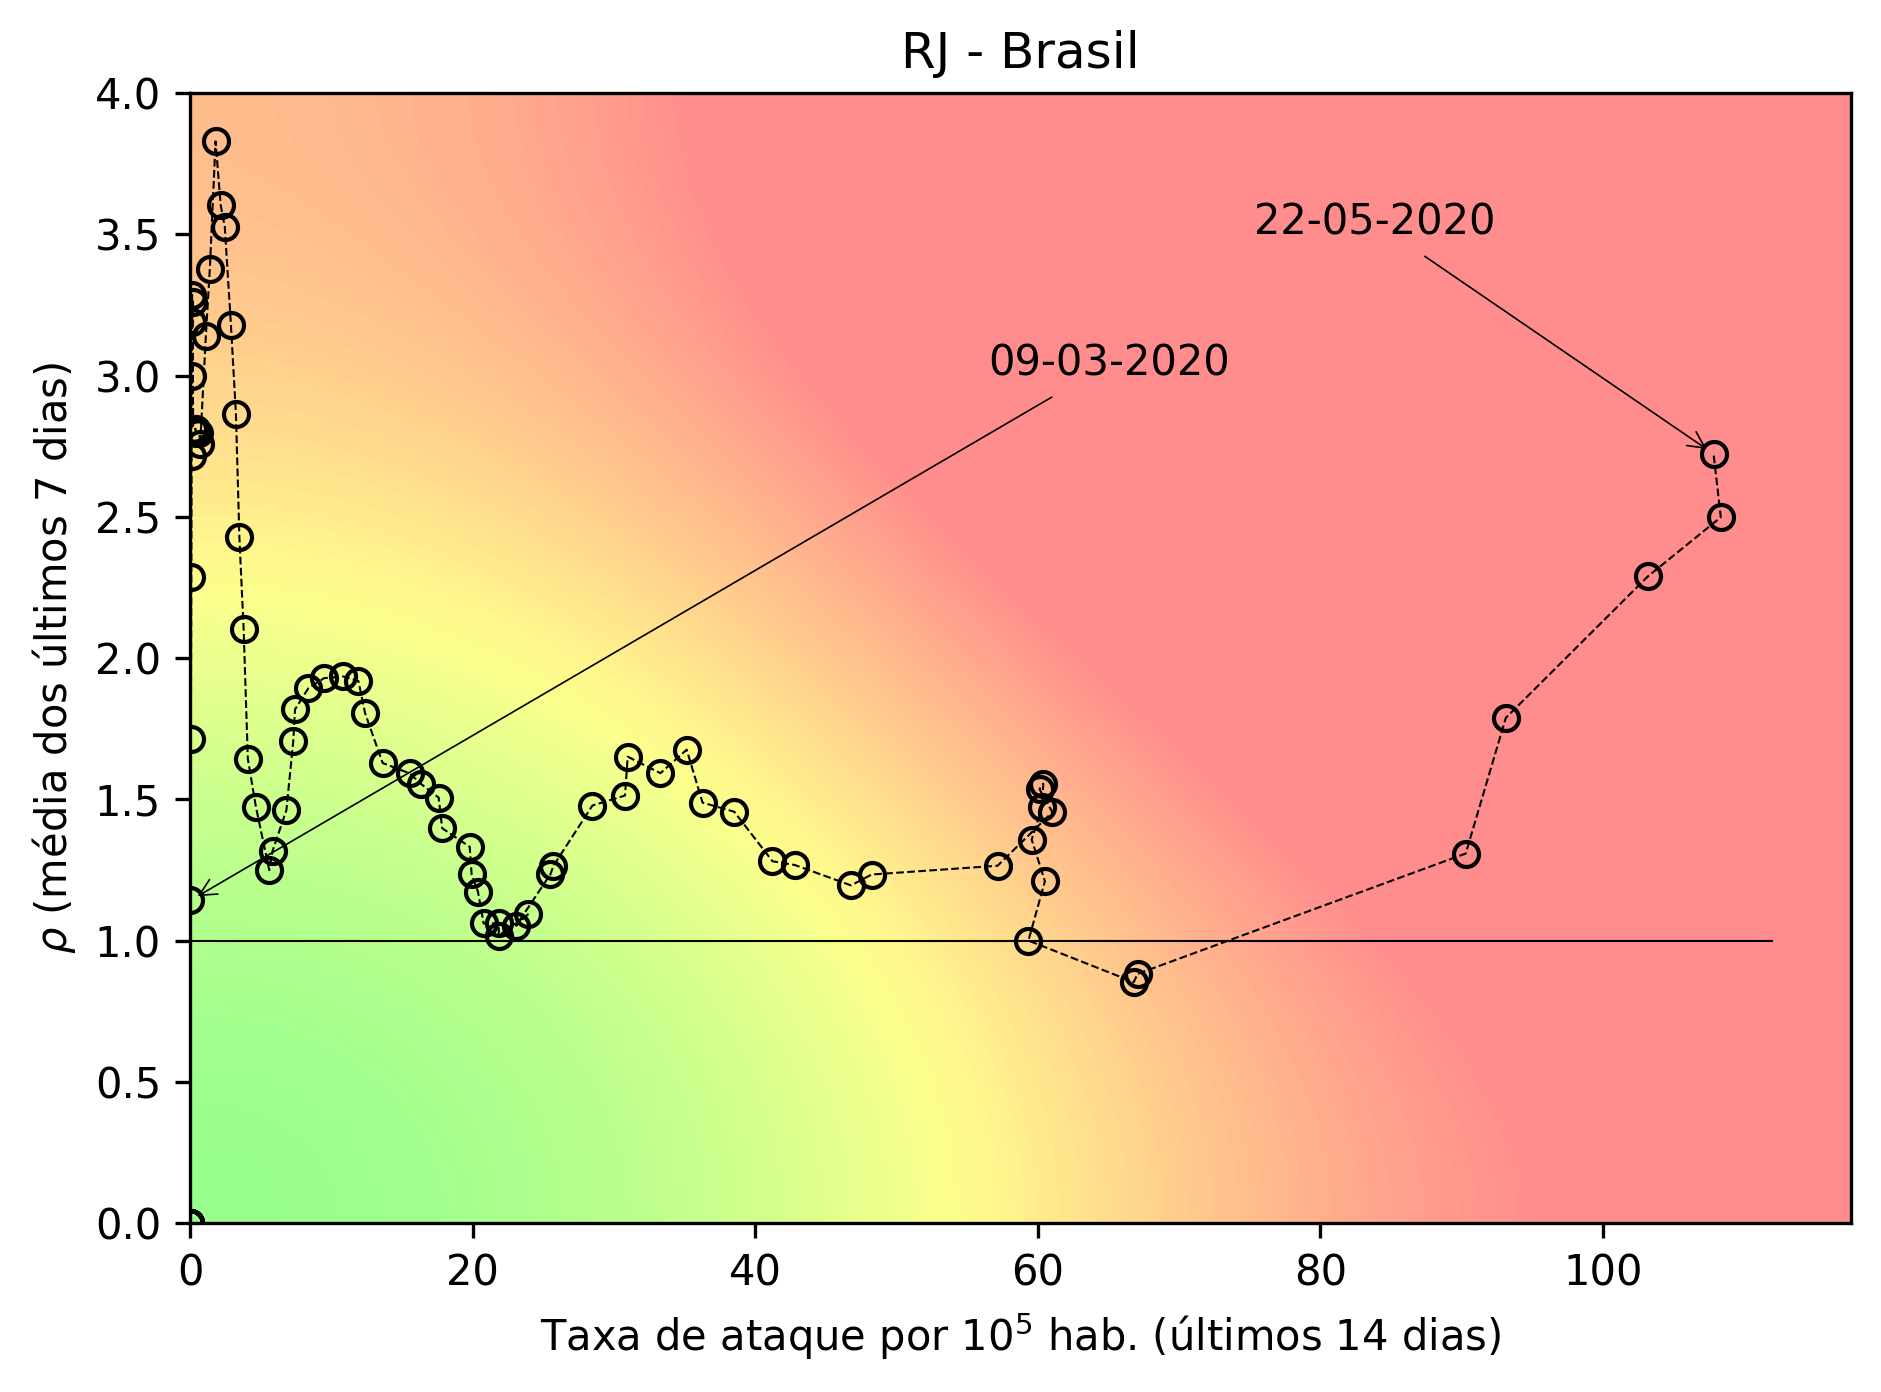 RJ - Brasil
4.0
3.5
3.0
2.5
2.0
1.5
1.0
0.5
0.0
ρ (média dos últimos 7 dias)
22-05-2020
09-03-2020
0 20 40 60 80 100
Taxa de ataque por 10⁵ hab. (últimos 14 dias)